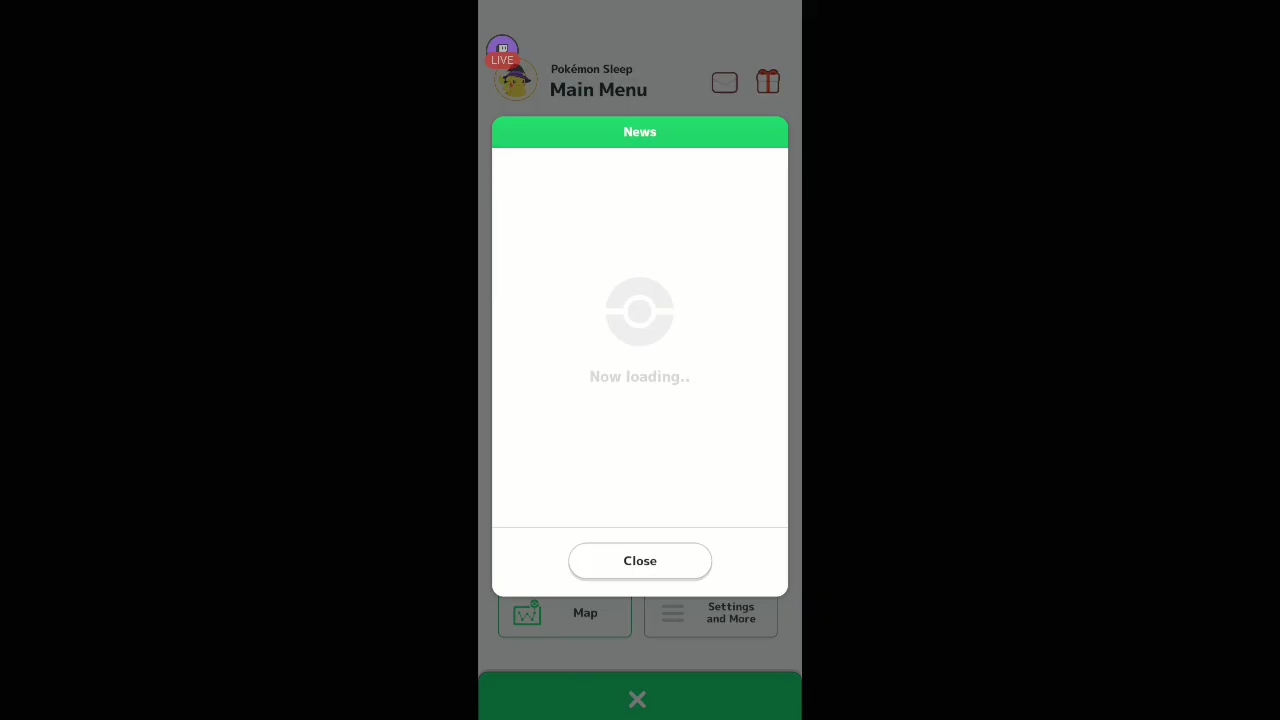 LIVE
Pokémon Sleep
Main Menu
News
Now loading..
Close
Map
Settings
and More